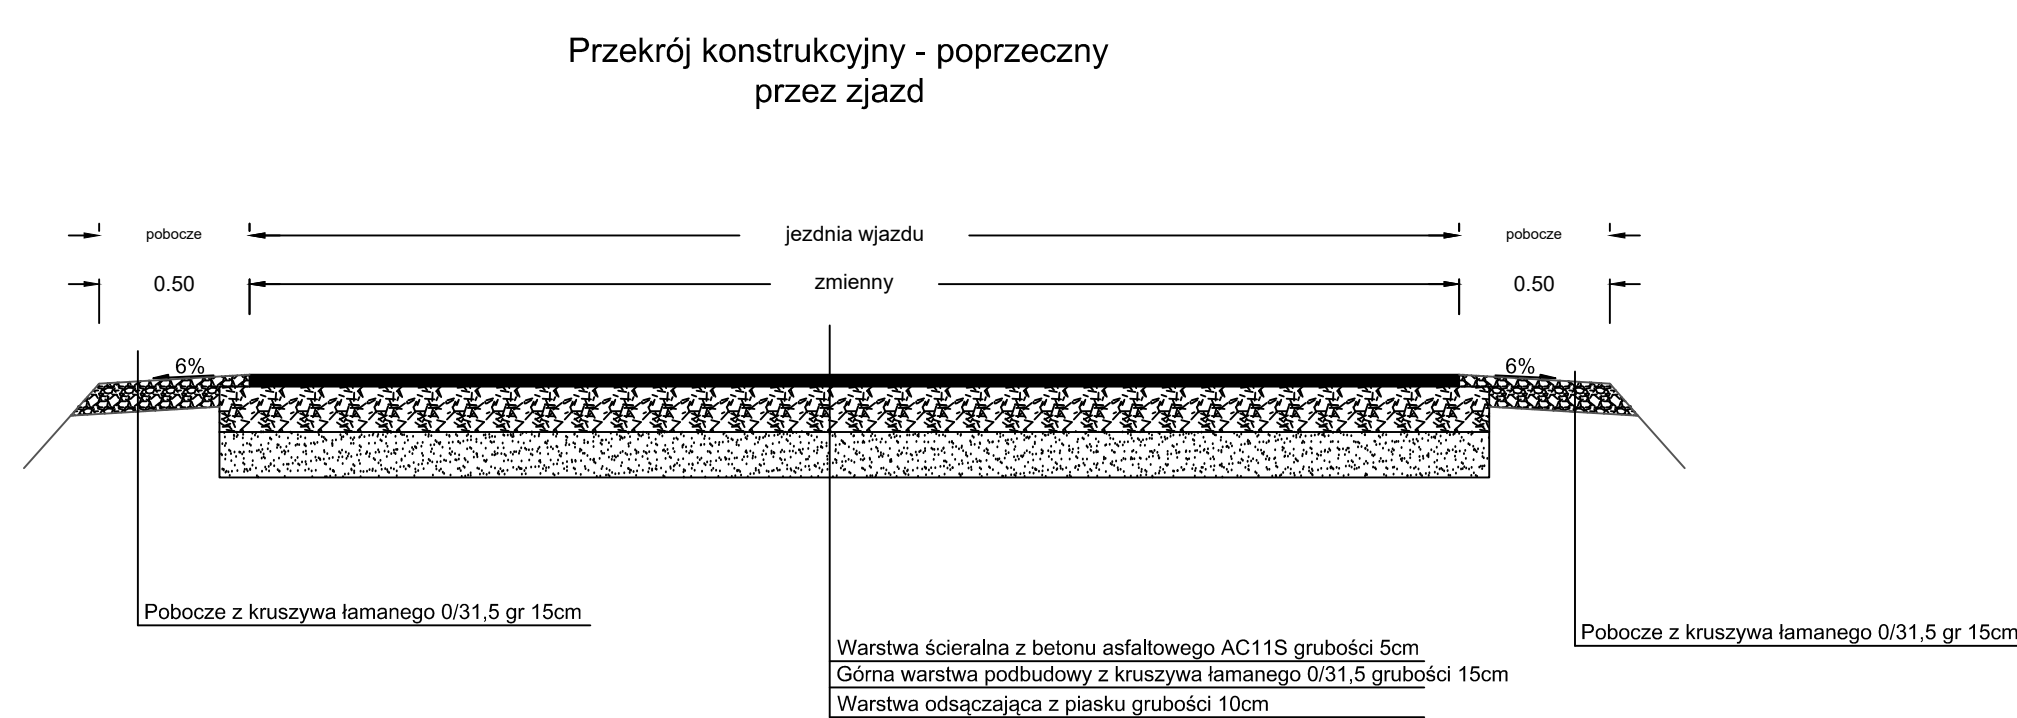 Przekrój konstrukcyjny - poprzeczny
przez zjazd
pobocze
jezdnia wjazdu
pobocze
0.50
zmienny
0.50
6%
6%
Pobocze z kruszywa łamanego 0/31,5 gr 15cm
Pobocze z kruszywa łamanego 0/31,5 gr 15cm
Warstwa ścieralna z betonu asfaltowego AC11S grubości 5cm
Górna warstwa podbudowy z kruszywa łamanego 0/31,5 grubości 15cm
Warstwa odsączająca z piasku grubości 10cm